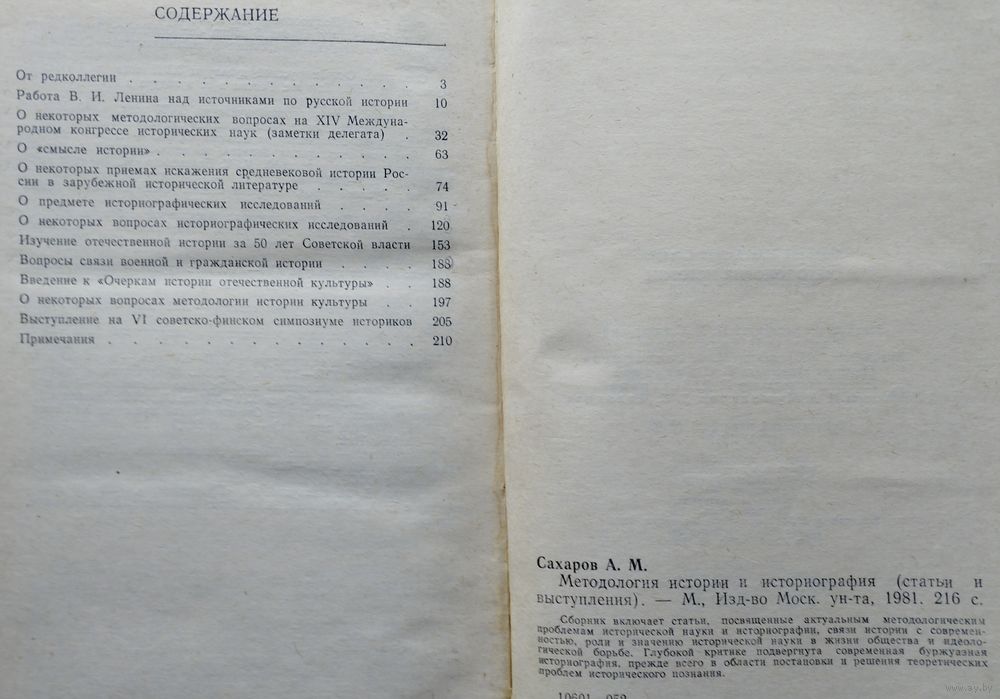 СОДЕРЖАНИЕ
От редколлегии . . . . . . . . . . . . . 3
Работа В. И. Ленина над источниками по русской истории 10
О некоторых методологических вопросах на XIV Междуна-
родном конгрессе исторических наук (заметки делегата) . 32
О «смысле истории» . . . . . . . . . . . . 63
О некоторых приемах искажения средневековой истории Рос-
сии в зарубежной исторической литературе . . . . . 74
О предмете историографических исследований . . . . 91
О некоторых вопросах историографических исследований . 120
Изучение отечественной истории за 50 лет Советской власти 153
Вопросы связи военной и гражданской истории . . . .
Введение к «Очеркам истории отечественной культуры» . . 188
О некоторых вопросах методологии истории культуры . . 197
Выступление на VI советско-финском симпозиуме историков 205
Примечания . . . . . . . . . . . . . . 210
Сахаров А. М.
Методология истории и историография (статьи и
выступления). — М., Изд-во Моск. ун-та, 1981. 216 с.
Сборник включает статьи, посвященные актуальным методологическим
проблемам исторической науки и историографии, связи истории с современ-
ностью, роли и значению исторической науки в жизни общества и идеоло-
гической борьбе. Глубокой критике подвергнута современная буржуазная
историография, прежде всего в области постановки и решения теоретических
проблем исторического познания.
www.ay.by